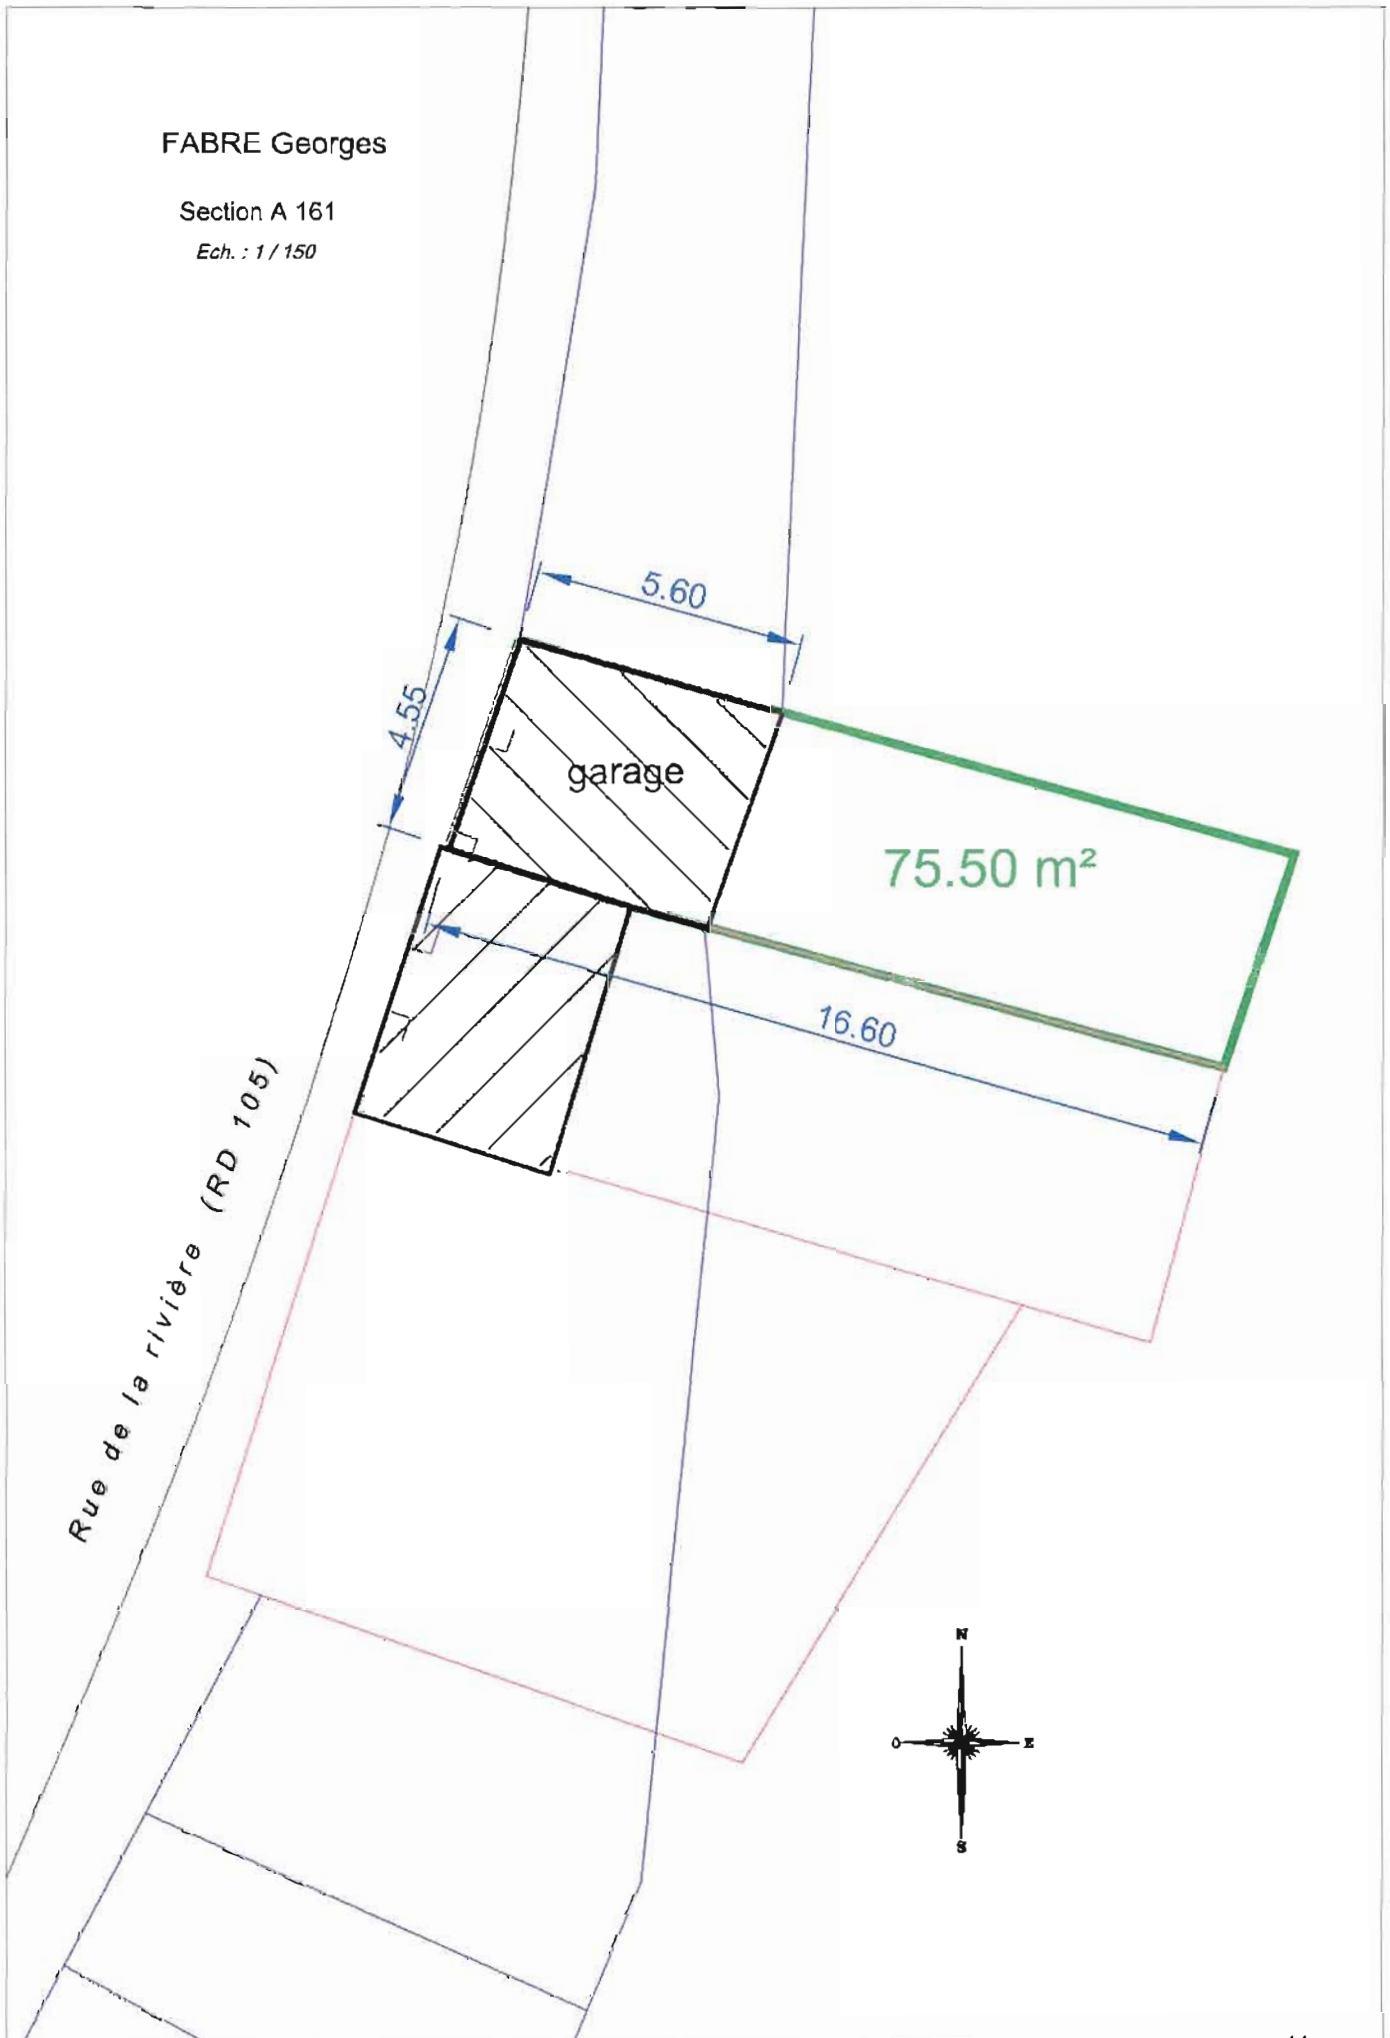 FABRE Georges
Section A 161
Ech. : 1 / 150
5.60
4.55
garage
75.50 m²
16.60
Rue de la rivière (RD 105)
N
O E
S